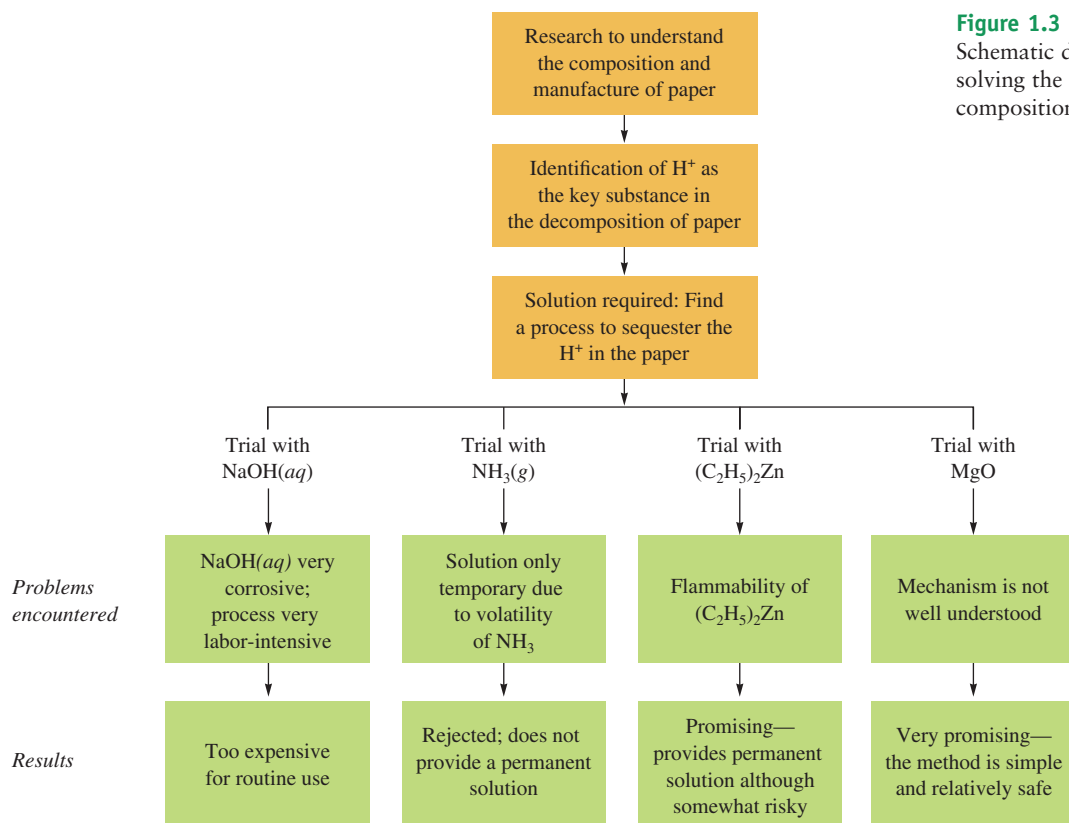 Research to understand
the composition and
manufacture of paper
Figure 1.3
Schematic d
solving the
composition
Identification of H⁺ as
the key substance in
the decomposition of paper
Solution required: Find
a process to sequester the
H⁺ in the paper
Trial with
NaOH(aq)
Trial with
NH₃(g)
Trial with
(C₂H₅)₂Zn
Trial with
MgO
Problems
encountered
NaOH(aq) very
corrosive;
process very
labor-intensive
Solution only
temporary due
to volatility
of NH₃
Flammability of
(C₂H₅)₂Zn
Mechanism is not
well understood
Results
Too expensive
for routine use
Rejected; does not
provide a permanent
solution
Promising—
provides permanent
solution although
somewhat risky
Very promising—
the method is simple
and relatively safe